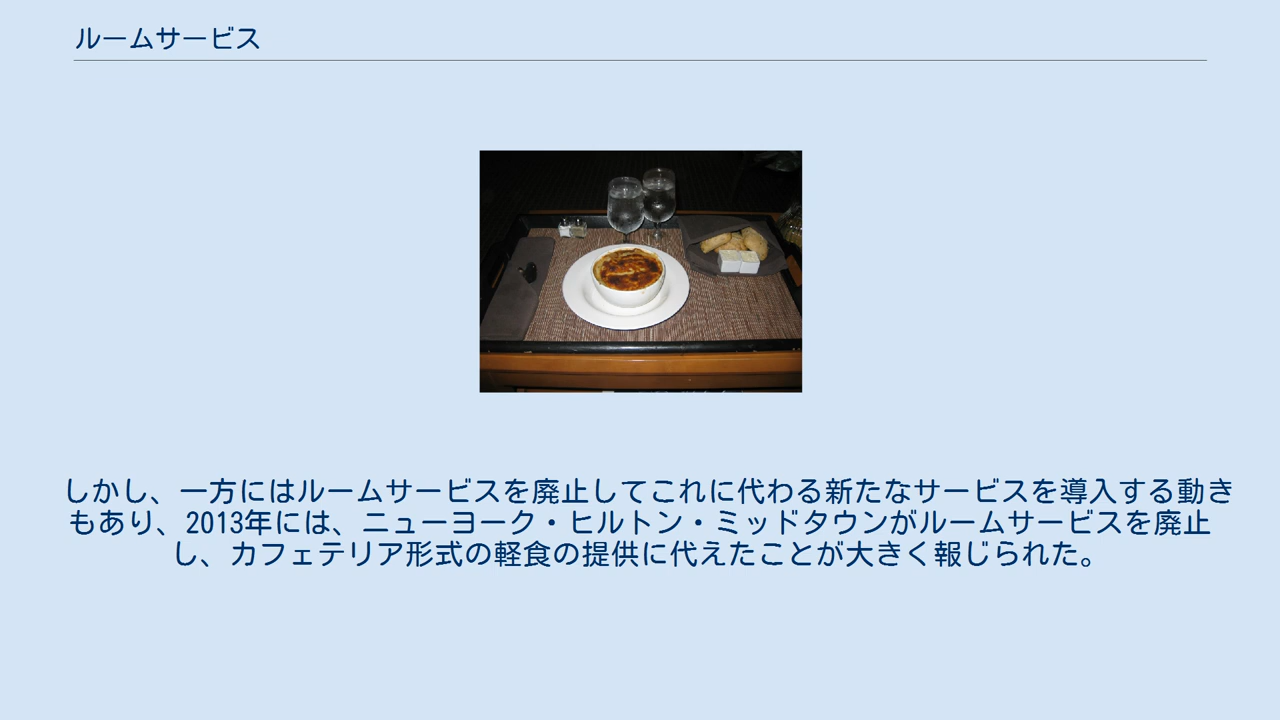 ルームサービス
しかし、一方にはルームサービスを廃止してこれに代わる新たなサービスを導入する動き
もあり、2013年には、ニューヨーク・ヒルトン・ミッドタウンがルームサービスを廃止
し、カフェテリア形式の軽食の提供に代えたことが大きく報じられた。